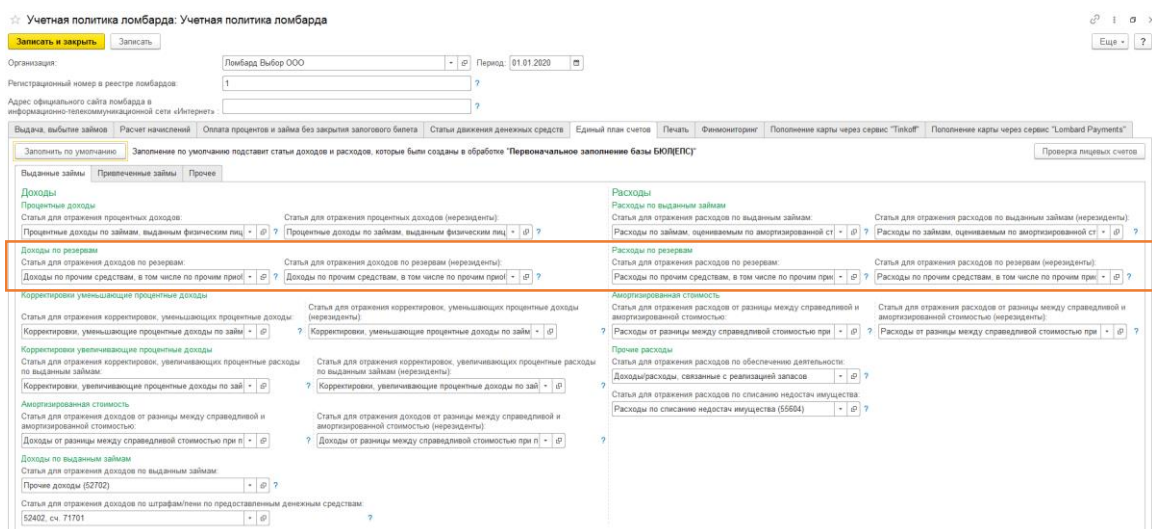 Учетная политика ломбарда: Учетная политика ломбарда
Записать и закрыть Записать Еще ?
Организация: Ломбард Выбор ООО Период: 01.01.2020
Регистрационный номер в реестре ломбардов: 1 ?
Адрес официального сайта ломбарда в
информационно-телекоммуникационной сети «Интернет» : ?
Выдача, выбытие займов Расчет начислений Оплата процентов и займа без закрытия залогового билета Статьи движения денежных средств Единый план счетов Печать Финмониторинг Пополнение карты через сервис "Tinkoff" Пополнение карты через сервис "Lombard Payments"
Заполнить по умолчанию Заполнение по умолчанию подставит статьи доходов и расходов, которые были созданы в обработке "Первоначальное заполнение базы БЮЛ(ЕПС)" Проверка лицевых счетов
Выданные займы Привлеченные займы Прочее
Доходы Расходы
Процентные доходы Расходы по выданным займам
Статья для отражения процентных доходов: Статья для отражения процентных доходов (нерезиденты): Статья для отражения расходов по выданным займам: Статья для отражения расходов по выданным займам (нерезиденты):
Процентные доходы по займам, выданным физическим лиц ? Процентные доходы по займам, выданным физическим лиц ? Расходы по займам, оцениваемым по амортизированной ст ? Расходы по займам, оцениваемым по амортизированной ст ?
Доходы по резервам Расходы по резервам
Статья для отражения доходов по резервам: Статья для отражения доходов по резервам (нерезиденты): Статья для отражения расходов по резервам: Статья для отражения расходов по резервам (нерезиденты):
Доходы по прочим средствам, в том числе по прочим приоб ? Доходы по прочим средствам, в том числе по прочим приоб ? Расходы по прочим средствам, в том числе по прочим прио ? Расходы по прочим средствам, в том числе по прочим прио ?
Корректировки уменьшающие процентные доходы Амортизированная стоимость
Статья для отражения корректировок, уменьшающих процентные доходы: Статья для отражения корректировок, уменьшающих процентные доходы Статья для отражения расходов от разницы между справедливой и Статья для отражения расходов от разницы между справедливой и
(нерезиденты): амортизированной стоимостью: амортизированной стоимостью (нерезиденты):
Корректировки, уменьшающие процентные доходы по займ ? Корректировки, уменьшающие процентные доходы по займ ? Расходы от разницы между справедливой стоимостью при ? Расходы от разницы между справедливой стоимостью при ?
Корректировки увеличивающие процентные доходы Прочие расходы
Статья для отражения корректировок, увеличивающих процентные расходы Статья для отражения корректировок, увеличивающих процентные расходы Статья для отражения расходов по обеспечению деятельности:
по выданным займам: по выданным займам (нерезиденты): Доходы/расходы, связанные с реализацией запасов ?
Корректировки, увеличивающие процентные доходы по зай ? Корректировки, увеличивающие процентные доходы по зай ? Статья для отражения расходов по списанию недостач имущества:
Амортизированная стоимость Расходы по списанию недостач имущества (55604) ?
Статья для отражения доходов от разницы между справедливой и Статья для отражения доходов от разницы между справедливой и
амортизированной стоимостью: амортизированной стоимостью (нерезиденты):
Доходы от разницы между справедливой стоимостью при п ? Доходы от разницы между справедливой стоимостью при п ?
Доходы по выданным займам
Статья для отражения доходов по выданным займам:
Прочие доходы (52702) ?
Статья для отражения доходов по штрафам/пени по предоставленным денежным средствам:
52402, сч. 71701 ?